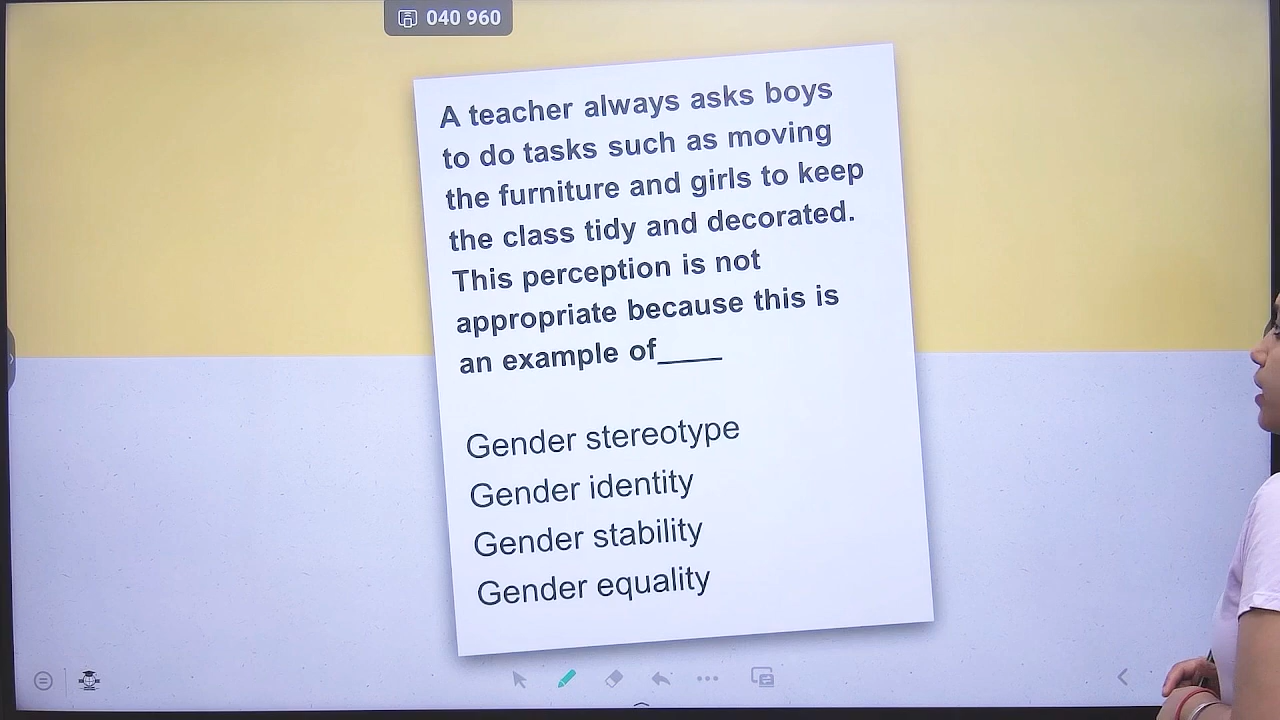 040 960
A teacher always asks boys
to do tasks such as moving
the furniture and girls to keep
the class tidy and decorated.
This perception is not
appropriate because this is
an example of____
Gender stereotype
Gender identity
Gender stability
Gender equality